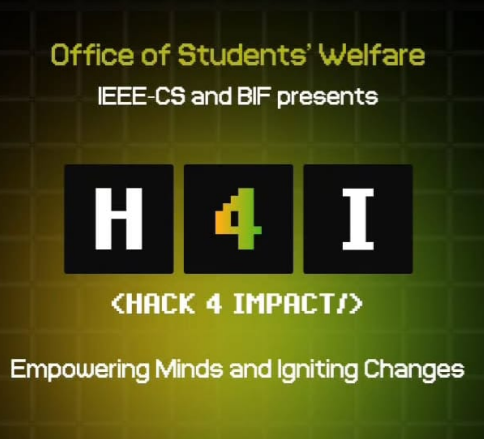 Office of Students' Welfare
IEEE-CS and BIF presents
H 4 I
<HACK 4 IMPACT/>
Empowering Minds and Igniting Changes